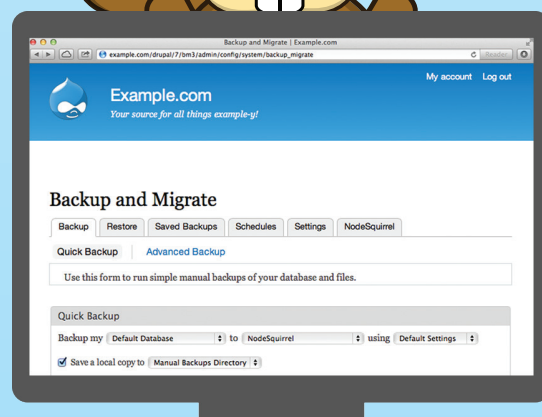 Backup and Migrate | Example.com
example.com/drupal/7/bm3/admin/config/system/backup_migrate
Reader
My account Log out
Example.com
Your source for all things example-y!
Backup and Migrate
Backup Restore Saved Backups Schedules Settings NodeSquirrel
Quick Backup Advanced Backup
Use this form to run simple manual backups of your database and files.
Quick Backup
Backup my Default Database to NodeSquirrel using Default Settings
Save a local copy to Manual Backups Directory